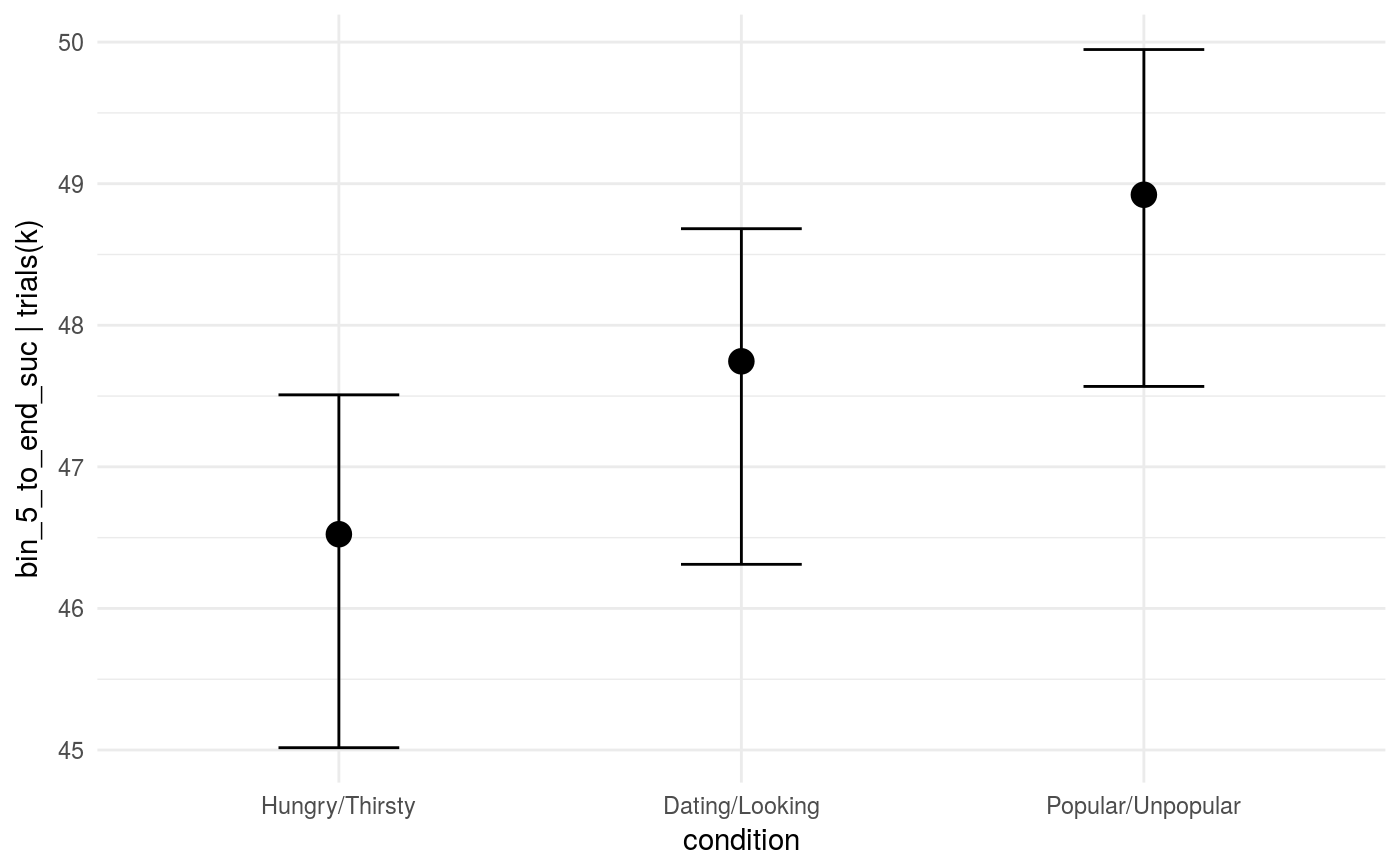 50
49
48
47
46
45
bin_5_to_end_suc | trials(k)
Hungry/Thirsty
Dating/Looking
Popular/Unpopular
condition